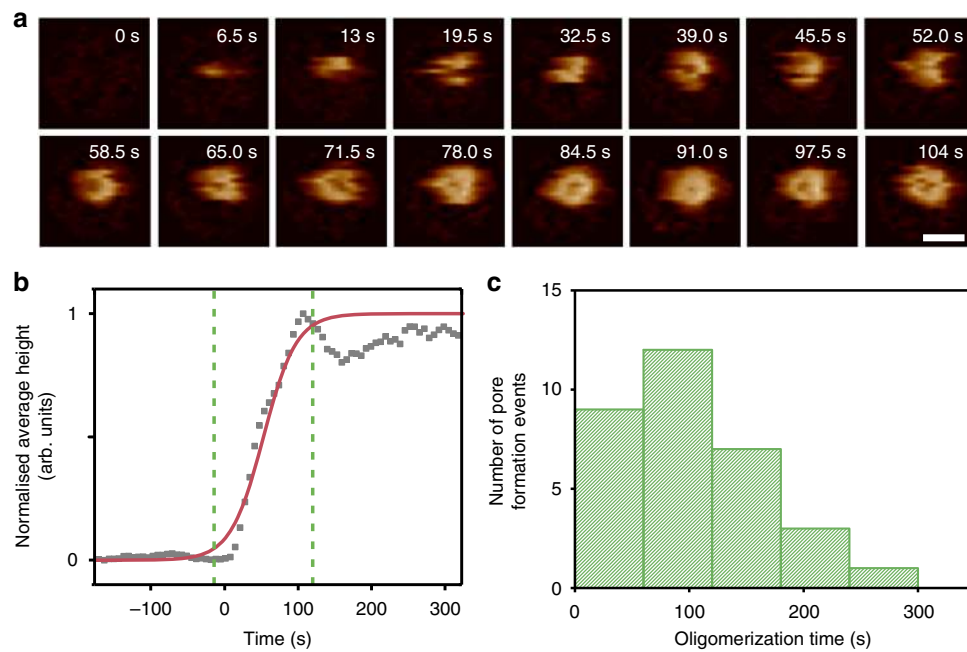 a
0 s 6.5 s 13 s 19.5 s 32.5 s 39.0 s 45.5 s 52.0 s
58.5 s 65.0 s 71.5 s 78.0 s 84.5 s 91.0 s 97.5 s 104 s
b
Normalised average height
(arb. units)
1
0
–100 0 100 200 300
Time (s)
c
Number of pore
formation events
15
10
5
0
0 100 200 300
Oligomerization time (s)